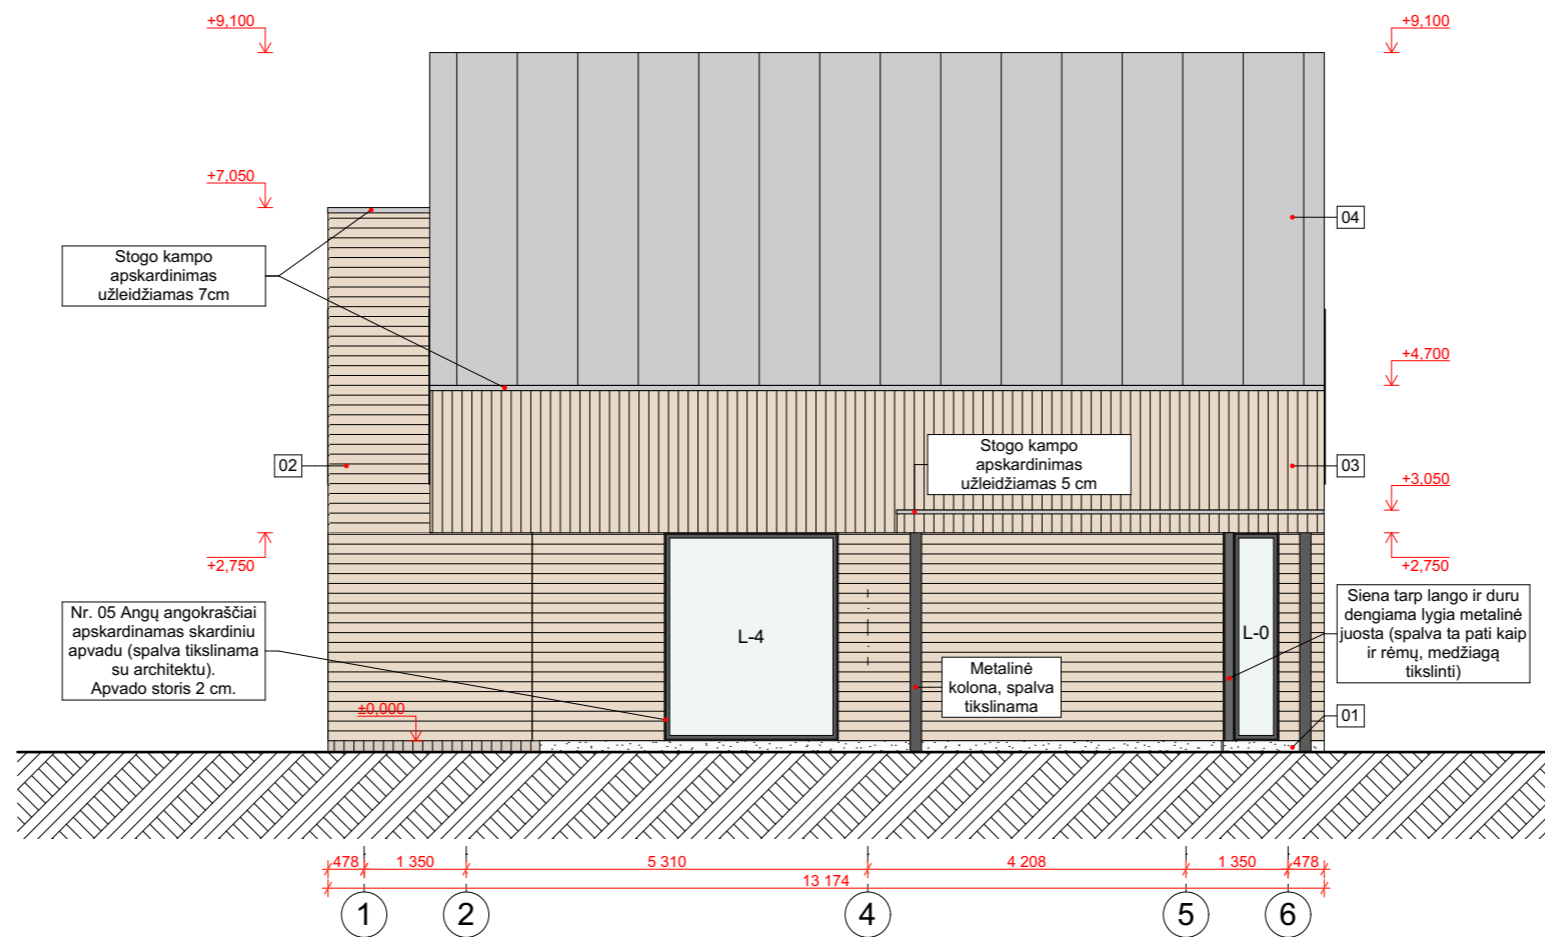 +9,100
+9,100
+7,050
04
Stogo kampo
apskardinimas
užleidžiamas 7cm
+4,700
Stogo kampo
apskardinimas
užleidžiamas 5 cm
02
03
+3.050
+2,750
+2,750
Nr. 05 Angų angokraščiai
apskardinamas skardiniu
apvadu (spalva tikslinama
su architektu).
Apvado storis 2 cm.
L-4
L-0
Siena tarp lango ir duru
dengiama lygia metalinė
juosta (spalva ta pati kaip
ir rėmų, medžiagą
tikslinti)
Metalinė
kolona, spalva
tikslinama
±0,000
01
478 1 350 5 310 4 208 1 350 478
13 174
1 2 4 5 6